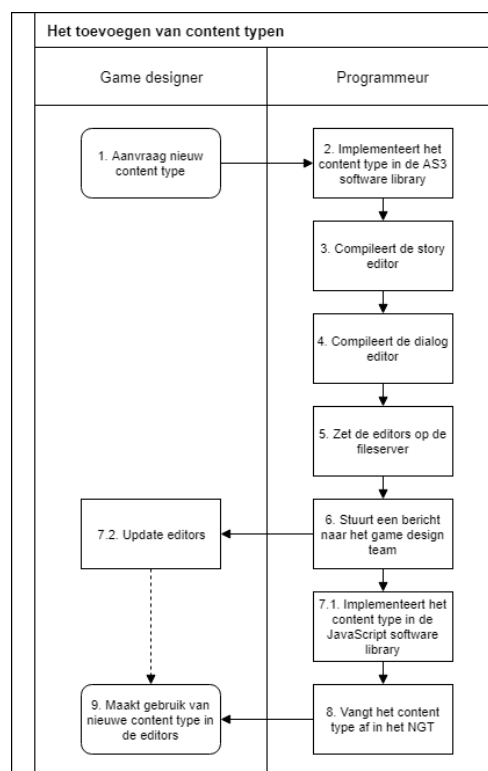 Het toevoegen van content typen
Game designer
Programmeur
1. Aanvraag nieuw
content type
2. Implementeert het
content type in de AS3
software library
3. Compileert de story
editor
4. Compileert de dialog
editor
5. Zet de editors op de
fileserver
7.2. Update editors
6. Stuurt een bericht
naar het game design
team
7.1. Implementeert het
content type in de
JavaScript software
library
9. Maakt gebruik van
nieuwe content type in
de editors
8. Vangt het content
type af in het NGT